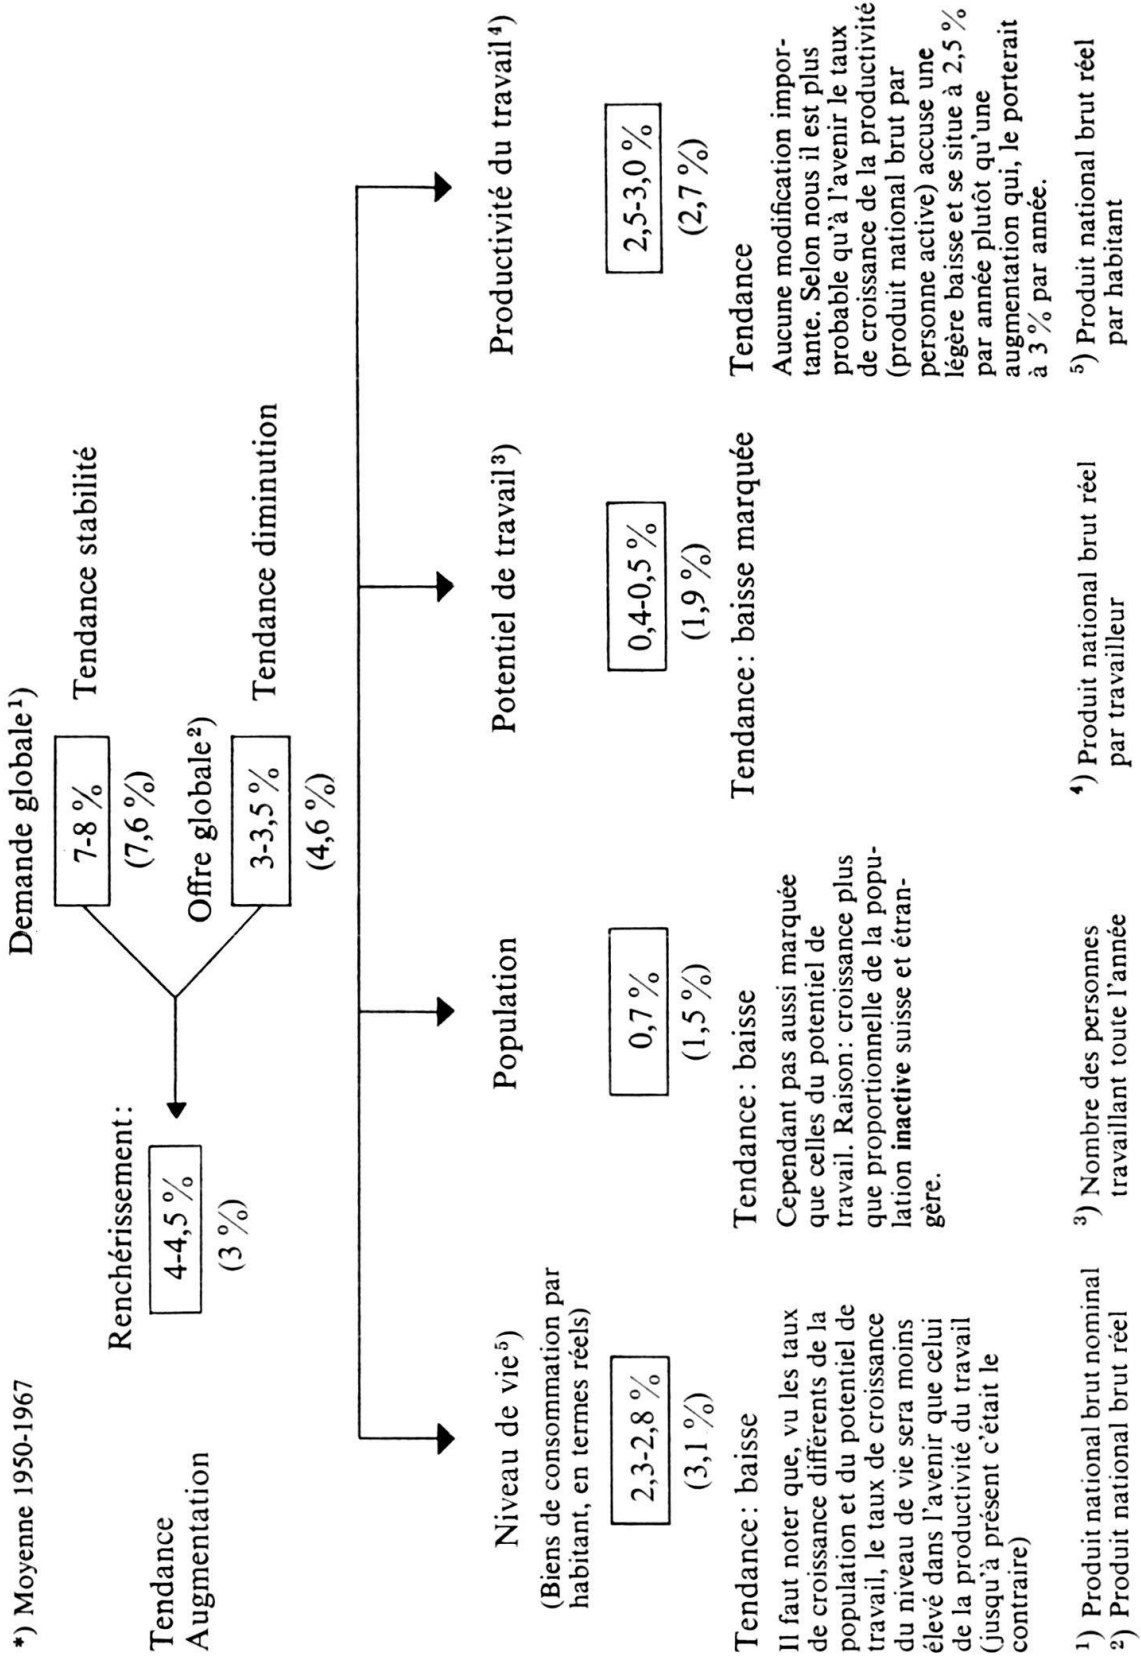 *) Moyenne 1950-1967
Demande globale¹)
7-8 %
(7,6 %)
Tendance stabilité
Renchérissement:
4-4,5 %
(3 %)
Tendance
Augmentation
Offre globale²)
3-3,5 %
(4,6 %)
Tendance diminution
Niveau de vie⁵)
(Biens de consommation par
habitant, en termes réels)
2,3-2,8 %
(3,1 %)
Tendance: baisse
Il faut noter que, vu les taux
de croissance différents de la
population et du potentiel de
travail, le taux de croissance
du niveau de vie sera moins
élevé dans l'avenir que celui
de la productivité du travail
(jusqu'à présent c'était le
contraire)
Population
0,7 %
(1,5 %)
Tendance: baisse
Cependant pas aussi marquée
que celles du potentiel de
travail. Raison: croissance plus
que proportionnelle de la popu-
lation inactive suisse et étran-
gère.
Potentiel de travail³)
0,4-0,5 %
(1,9 %)
Tendance: baisse marquée
Productivité du travail⁴)
2,5-3,0 %
(2,7 %)
Tendance
Aucune modification impor-
tante. Selon nous il est plus
probable qu'à l'avenir le taux
de croissance de la productivité
(produit national brut par
personne active) accuse une
légère baisse et se situe à 2,5 %
par année plutôt qu'une
augmentation qui, le porterait
à 3 % par année.
¹) Produit national brut nominal
²) Produit national brut réel
³) Nombre des personnes
travaillant toute l'année
⁴) Produit national brut réel
par travailleur
⁵) Produit national brut réel
par habitant